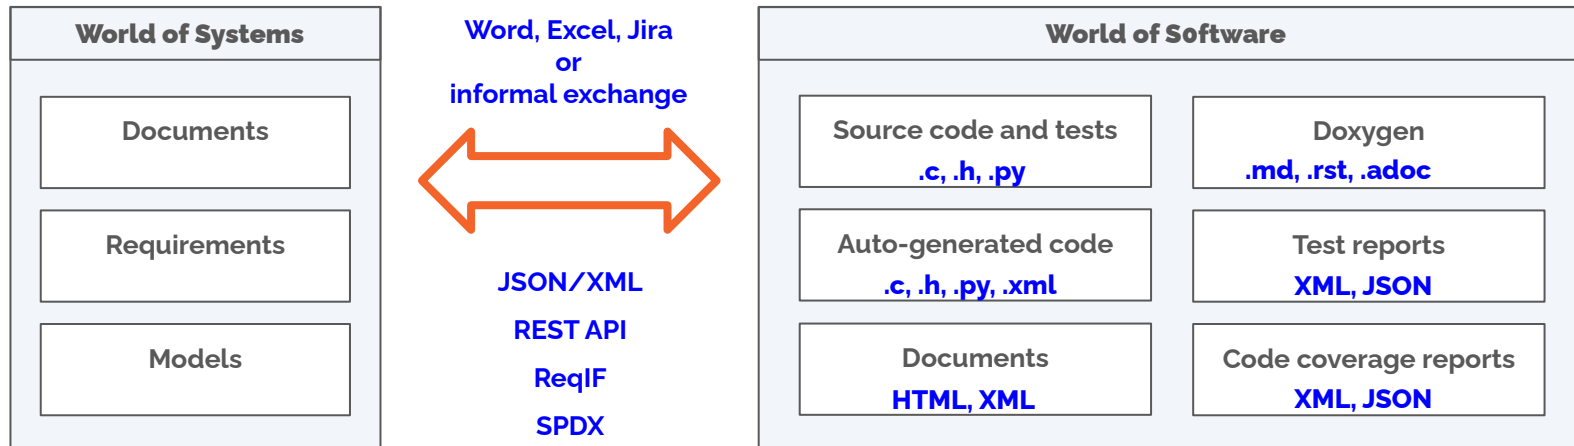 World of Systems
Documents
Requirements
Models
Word, Excel, Jira
or
informal exchange
JSON/XML
REST API
ReqIF
SPDX
World of S0ftware
Source code and tests
.c, .h, .py
Doxygen
.md, .rst, .adoc
Auto-generated code
.c, .h, .py, .xml
Test reports
XML, JSON
Documents
HTML, XML
Code coverage reports
XML, JSON